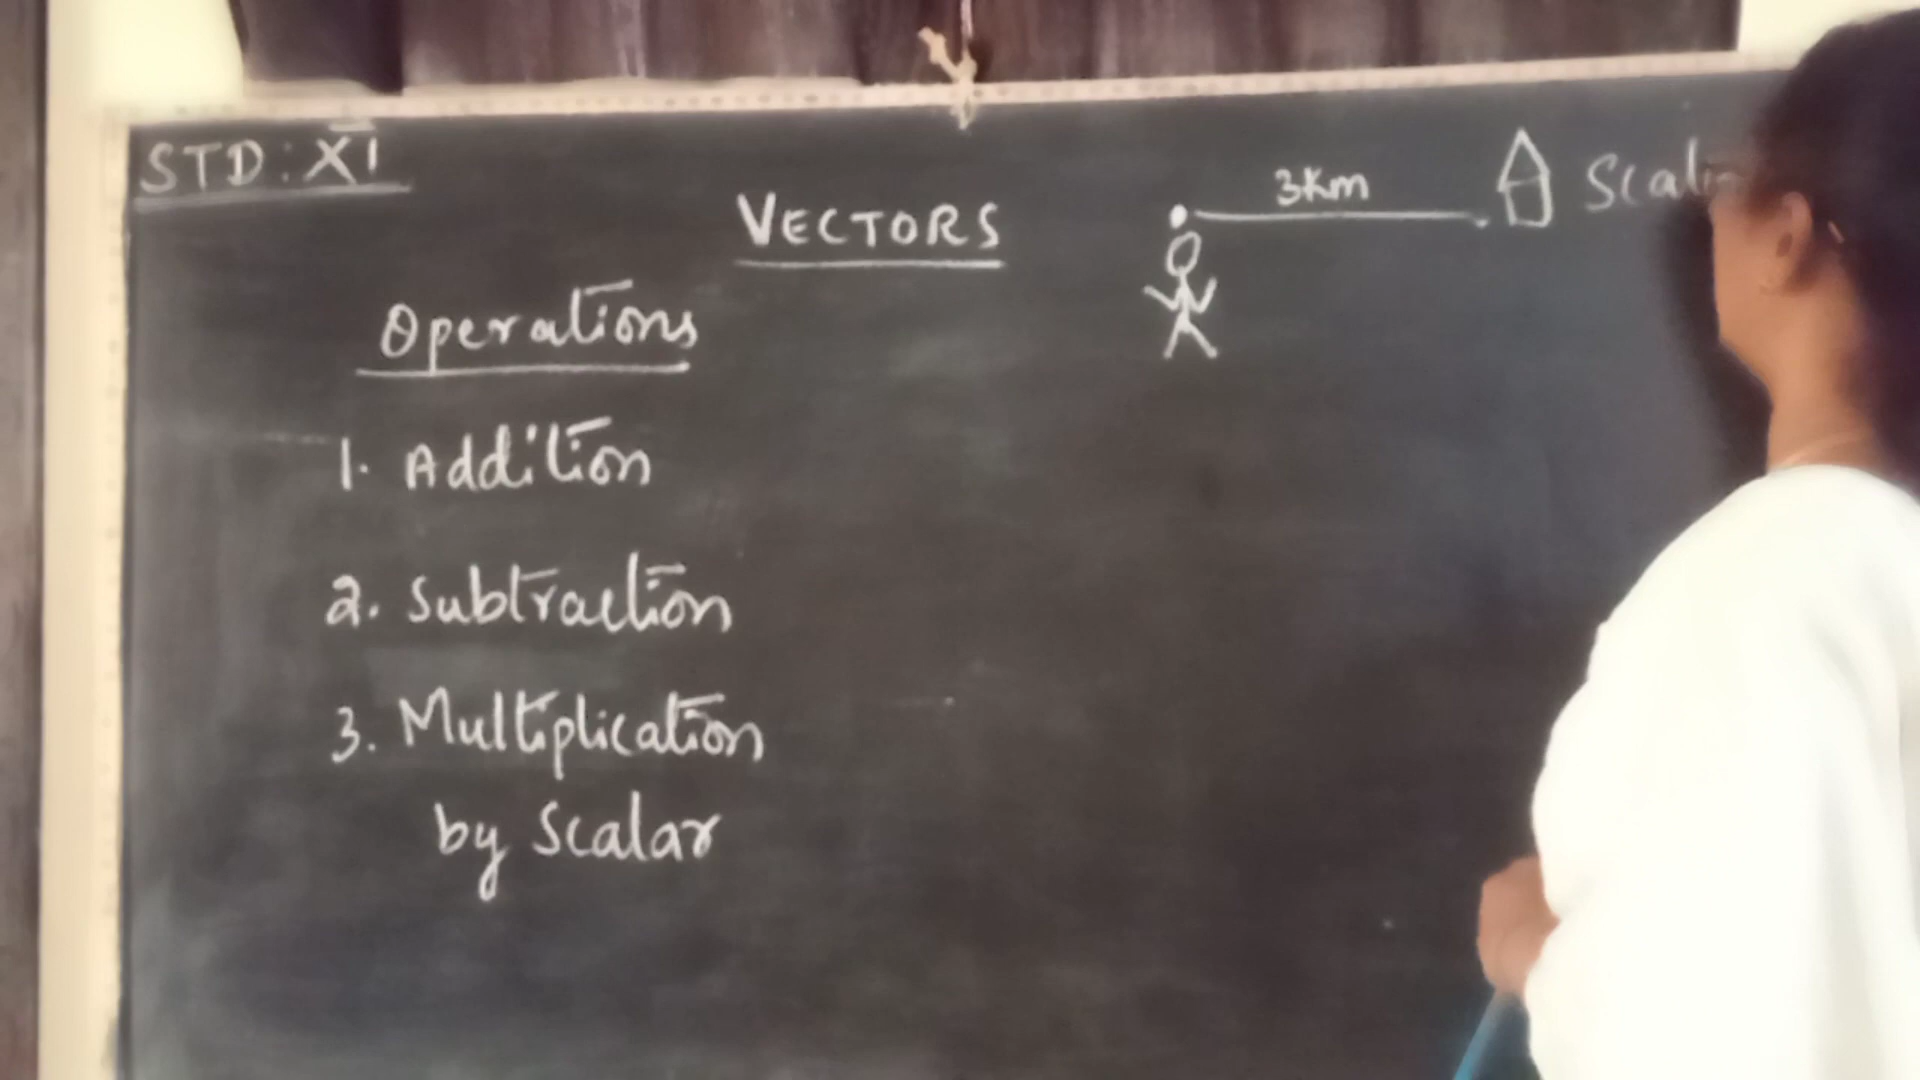 STD: XI
VECTORS
3km
Operations
1. Addition
2. Subtraction
3. Multiplication
by Scalar